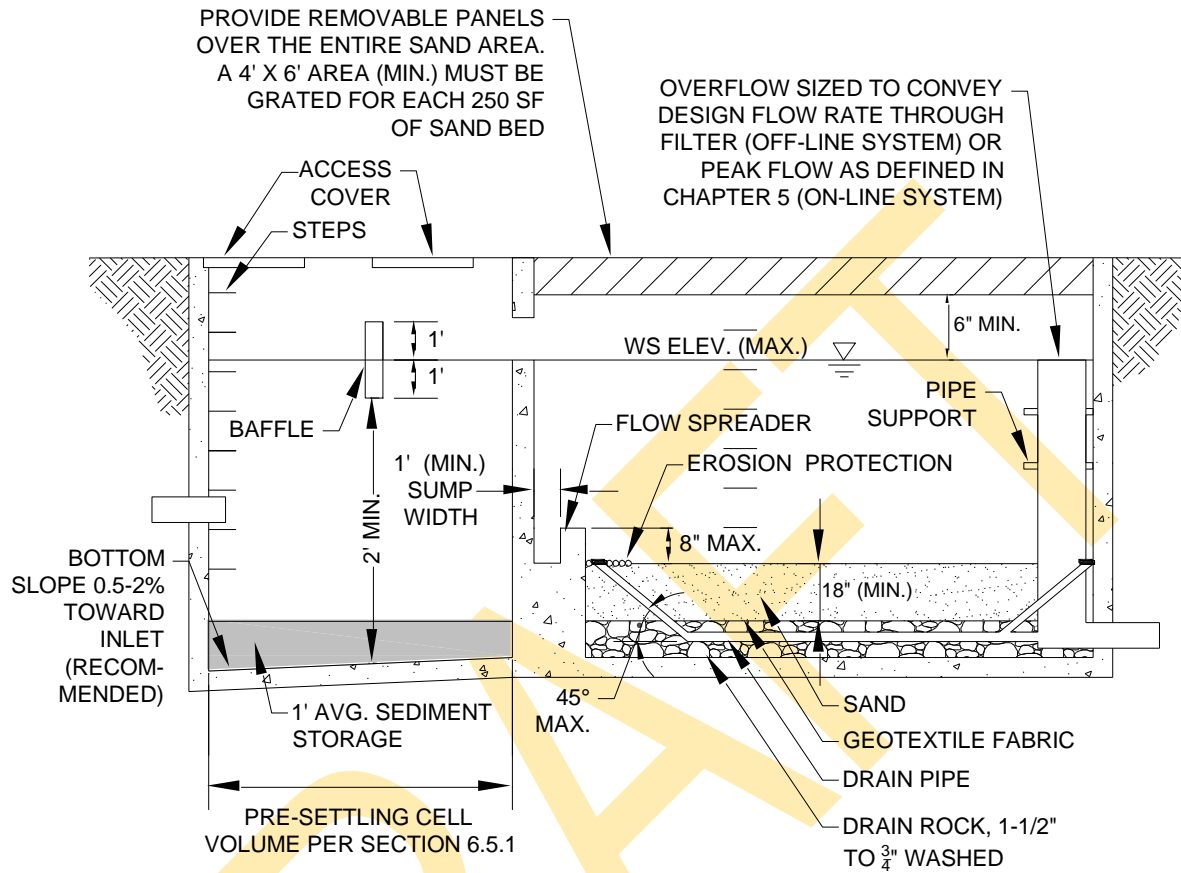 PROVIDE REMOVABLE PANELS
OVER THE ENTIRE SAND AREA.
A 4' X 6' AREA (MIN.) MUST BE
GRATED FOR EACH 250 SF
OF SAND BED
OVERFLOW SIZED TO CONVEY
DESIGN FLOW RATE THROUGH
FILTER (OFF-LINE SYSTEM) OR
PEAK FLOW AS DEFINED IN
CHAPTER 5 (ON-LINE SYSTEM)
ACCESS
COVER
STEPS
1'
1'
WS ELEV. (MAX.)
6" MIN.
BAFFLE
FLOW SPREADER
PIPE
SUPPORT
EROSION PROTECTION
1' (MIN.)
SUMP
WIDTH
2' MIN.
8" MAX.
18" (MIN.)
BOTTOM
SLOPE 0.5-2%
TOWARD
INLET
(RECOM-
MENDED)
1' AVG. SEDIMENT
STORAGE
45°
MAX.
SAND
GEOTEXTILE FABRIC
DRAIN PIPE
DRAIN ROCK, 1-1/2"
TO 3/4" WASHED
PRE-SETTLING CELL
VOLUME PER SECTION 6.5.1
DRAFT